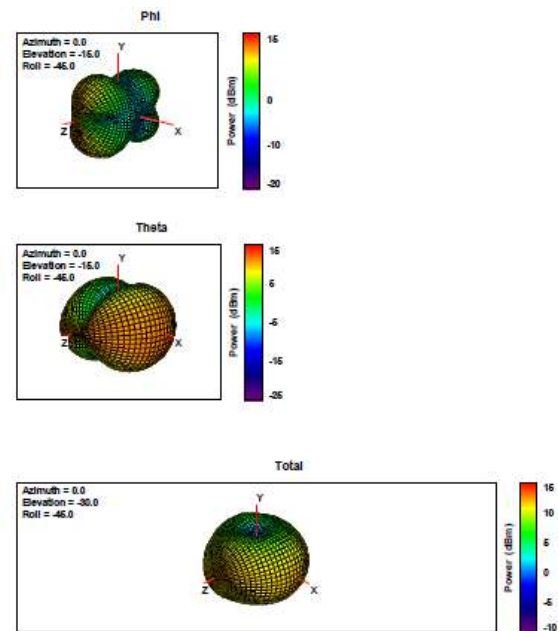 Phi
Azimuth = 0.0
Elevation = -15.0
Roll = -45.0
Y
Z
X
Power (dBm)
15
0
-10
-20
Theta
Azimuth = 0.0
Elevation = -15.0
Roll = -45.0
Y
Z
X
Power (dBm)
15
5
-5
-15
-25
Total
Azimuth = 0.0
Elevation = -30.0
Roll = -45.0
Y
Z
X
Power (dBm)
15
10
5
0
-5
-10